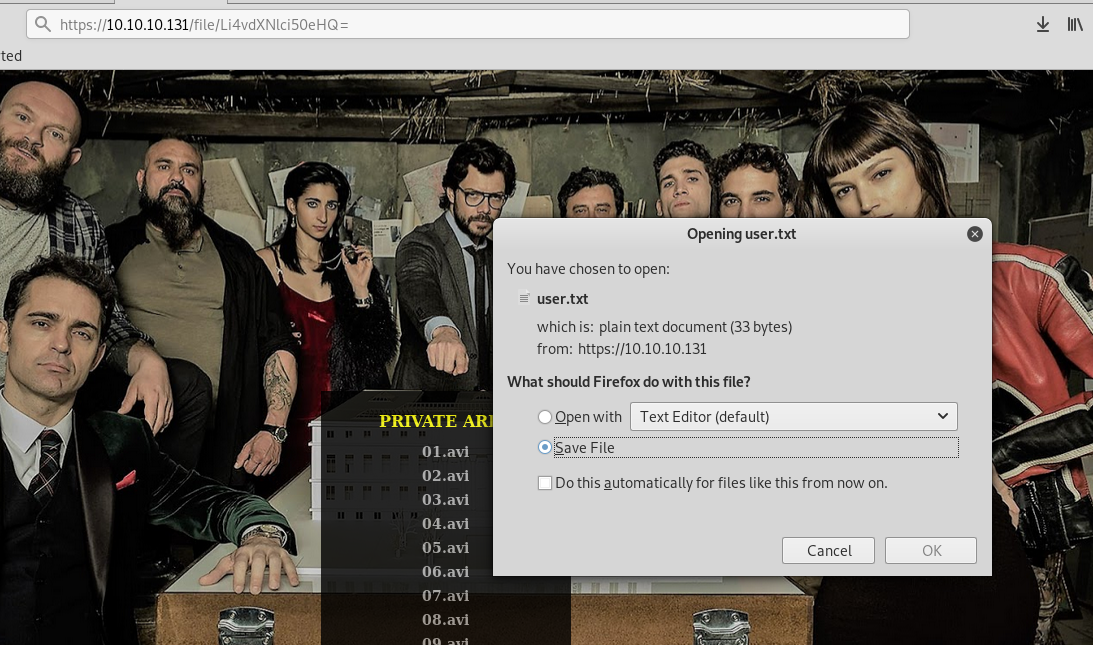 https://10.10.10.131/file/Li4vdXNlci50eHQ=
ted
Opening user.txt
You have chosen to open:
user.txt
which is: plain text document (33 bytes)
from: https://10.10.10.131
What should Firefox do with this file?
Open with Text Editor (default)
Save File
Do this automatically for files like this from now on.
Cancel OK
PRIVATE AR
01.avi
02.avi
03.avi
04.avi
05.avi
06.avi
07.avi
08.avi
09.avi